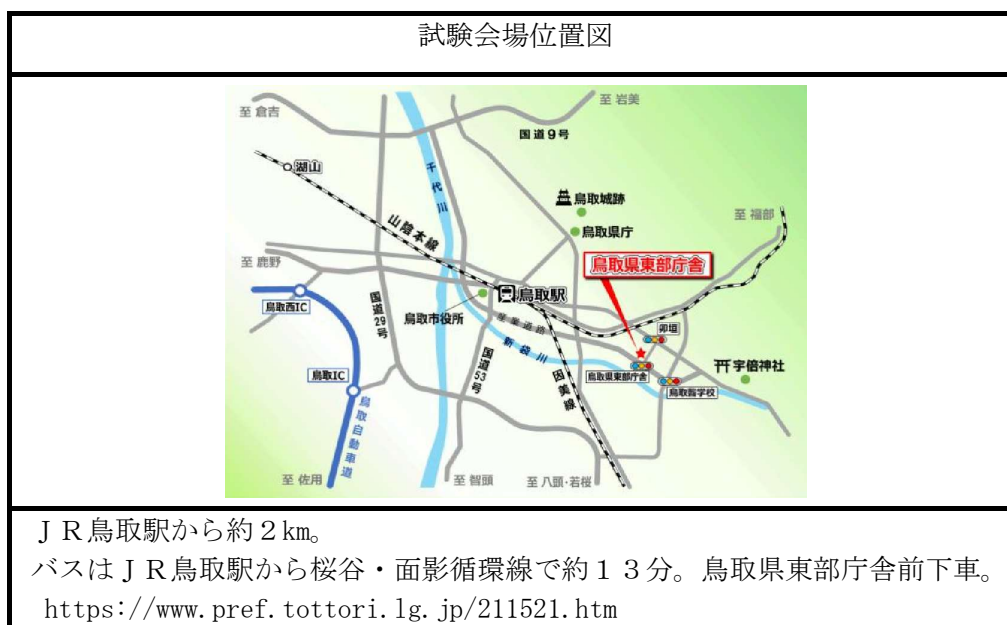 試験会場位置図
至 倉吉
至 岩美
国道9号
湖山
千代川
鳥取城跡
山陰本線
鳥取県庁
至 福部
至 鹿野
鳥取県東部庁舎
鳥取西IC
国道29号
鳥取市役所
鳥取駅
産業道路
卯垣
新袋川
宇倍神社
鳥取IC
国道53号
因美線
鳥取県東部庁舎
鳥取聾学校
鳥取自動車道
至 佐用
至 智頭
至 八頭・若桜
ＪＲ鳥取駅から約２㎞。
バスはＪＲ鳥取駅から桜谷・面影循環線で約１３分。鳥取県東部庁舎前下車。
https://www.pref.tottori.lg.jp/211521.htm